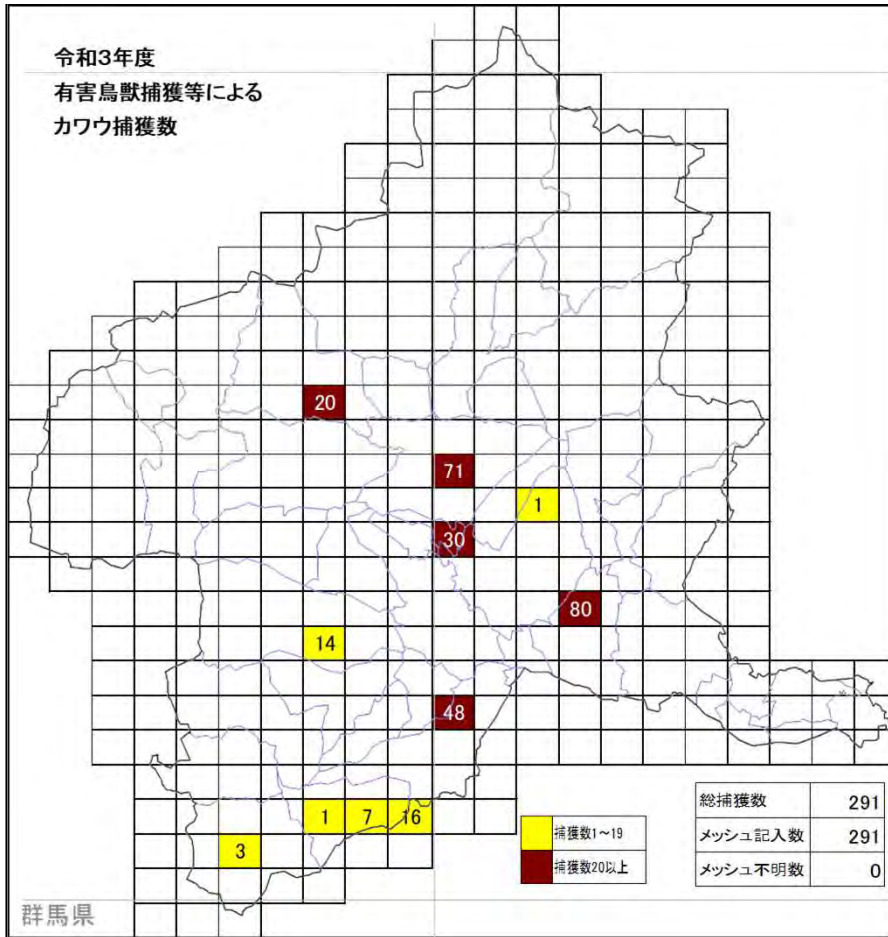 令和3年度
有害鳥獣捕獲等による
カワウ捕獲数
20
71
1
30
80
14
48
1 7 16
3
捕獲数1～19
捕獲数20以上
総捕獲数 291
メッシュ記入数 291
メッシュ不明数 0
群馬県